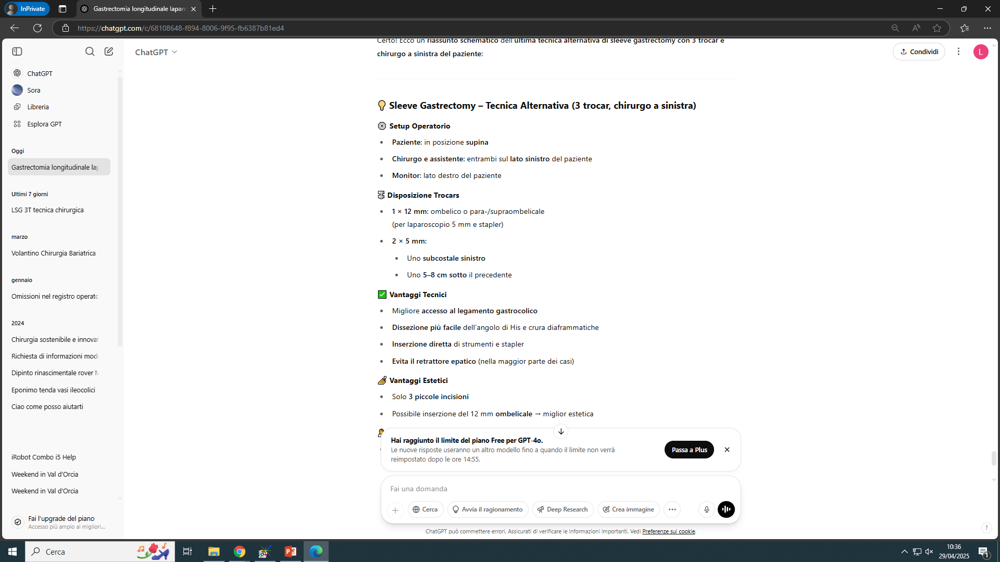 InPrivate
Gastrectomia longitudinale laparo
https://chatgpt.com/c/68108648-f894-8006-9f95-fb6387b81ed4
ChatGPT
Condividi
L
ChatGPT
Sora
Libreria
Esplora GPT
Oggi
Gastrectomia longitudinale lap
Ultimi 7 giorni
LSG 3T tecnica chirurgica
marzo
Volantino Chirurgia Bariatrica
gennaio
Omissioni nel registro operato
2024
Chirurgia sostenibile e innovat
Richiesta di informazioni mod
Dipinto rinascimentale rover M
Eponimo tenda vasi ileocolici
Ciao come posso aiutarti
iRobot Combo i5 Help
Weekend in Val d'Orcia
Weekend in Val d'Orcia
Fai l'upgrade del piano
Accesso più ampio ai migliori...
Certo! Ecco un riassunto schematico dell'ultima tecnica alternativa di sleeve gastrectomy con 3 trocar e
chirurgo a sinistra del paziente:
Sleeve Gastrectomy – Tecnica Alternativa (3 trocar, chirurgo a sinistra)
Setup Operatorio
Paziente: in posizione supina
Chirurgo e assistente: entrambi sul lato sinistro del paziente
Monitor: lato destro del paziente
Disposizione Trocars
1 × 12 mm: ombelico o para-/supraombelicale
(per laparoscopio 5 mm e stapler)
2 × 5 mm:
Uno subcostale sinistro
Uno 5–8 cm sotto il precedente
Vantaggi Tecnici
Migliore accesso al legamento gastrocolico
Dissezione più facile dell'angolo di His e crura diaframmatiche
Inserzione diretta di strumenti e stapler
Evita il retrattore epatico (nella maggior parte dei casi)
Vantaggi Estetici
Solo 3 piccole incisioni
Possibile inserzione del 12 mm ombelicale → miglior estetica
Hai raggiunto il limite del piano Free per GPT-4o.
Le nuove risposte useranno un altro modello fino a quando il limite non verrà
reimpostato dopo le ore 14:55.
Passa a Plus
Fai una domanda
Cerca
Avvia il ragionamento
Deep Research
Crea immagine
ChatGPT può commettere errori. Assicurati di verificare le informazioni importanti. Vedi Preferenze sui cookie.
?
Cerca
10:36
29/04/2025
1